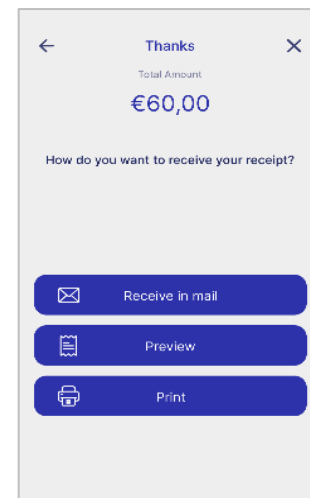 Thanks
Total Amount
€60,00
How do you want to receive your receipt?
Receive in mail
Preview
Print